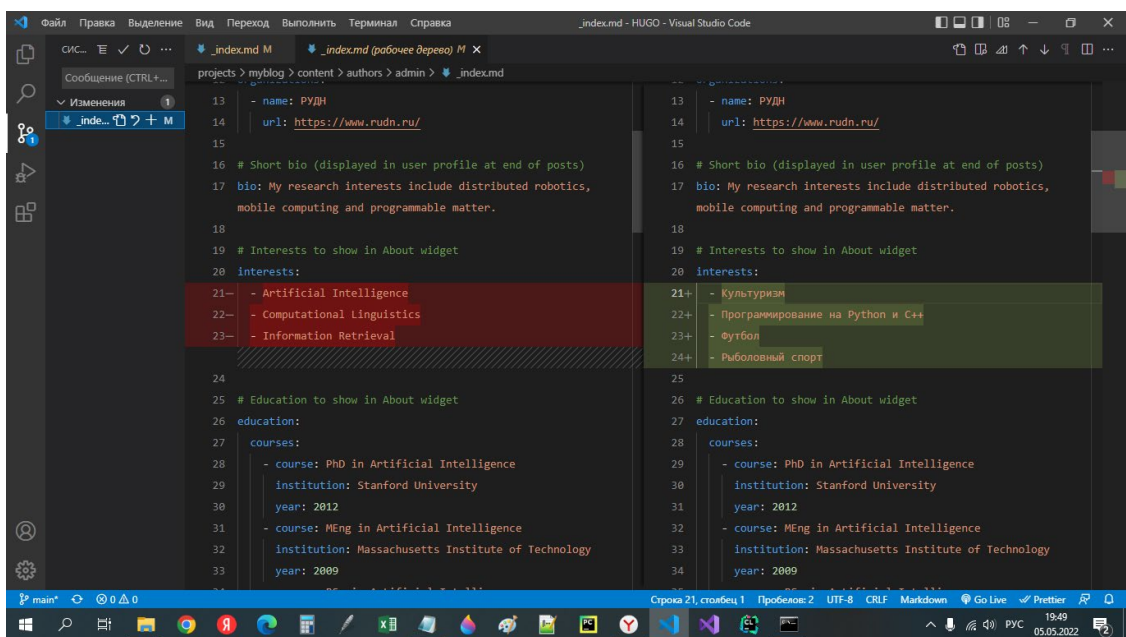 Файл Правка Выделение Вид Переход Выполнить Терминал Справка _index.md - HUGO - Visual Studio Code
СИС...
_index.md M _index.md (рабочее дерево) M
Сообщение (CTRL+...
projects > myblog > content > authors > admin > _index.md
Изменения 1
_inde... M
1
13 - name: РУДН
14 url: https://www.rudn.ru/
15
16 # Short bio (displayed in user profile at end of posts)
17 bio: My research interests include distributed robotics,
mobile computing and programmable matter.
18
19 # Interests to show in About widget
20 interests:
21— - Artificial Intelligence
22— - Computational Linguistics
23— - Information Retrieval
24
25 # Education to show in About widget
26 education:
27 courses:
28 - course: PhD in Artificial Intelligence
29 institution: Stanford University
30 year: 2012
31 - course: MEng in Artificial Intelligence
32 institution: Massachusetts Institute of Technology
33 year: 2009
13 - name: РУДН
14 url: https://www.rudn.ru/
15
16 # Short bio (displayed in user profile at end of posts)
17 bio: My research interests include distributed robotics,
mobile computing and programmable matter.
18
19 # Interests to show in About widget
20 interests:
21+ - Культуризм
22+ - Программирование на Python и C++
23+ - Футбол
24+ - Рыболовный спорт
25
26 # Education to show in About widget
27 education:
28 courses:
29 - course: PhD in Artificial Intelligence
30 institution: Stanford University
31 year: 2012
32 - course: MEng in Artificial Intelligence
33 institution: Massachusetts Institute of Technology
34 year: 2009
main* 0 0 Строка 21, столбец 1 Пробелов: 2 UTF-8 CRLF Markdown Go Live Prettier
РУС 19:49
05.05.2022